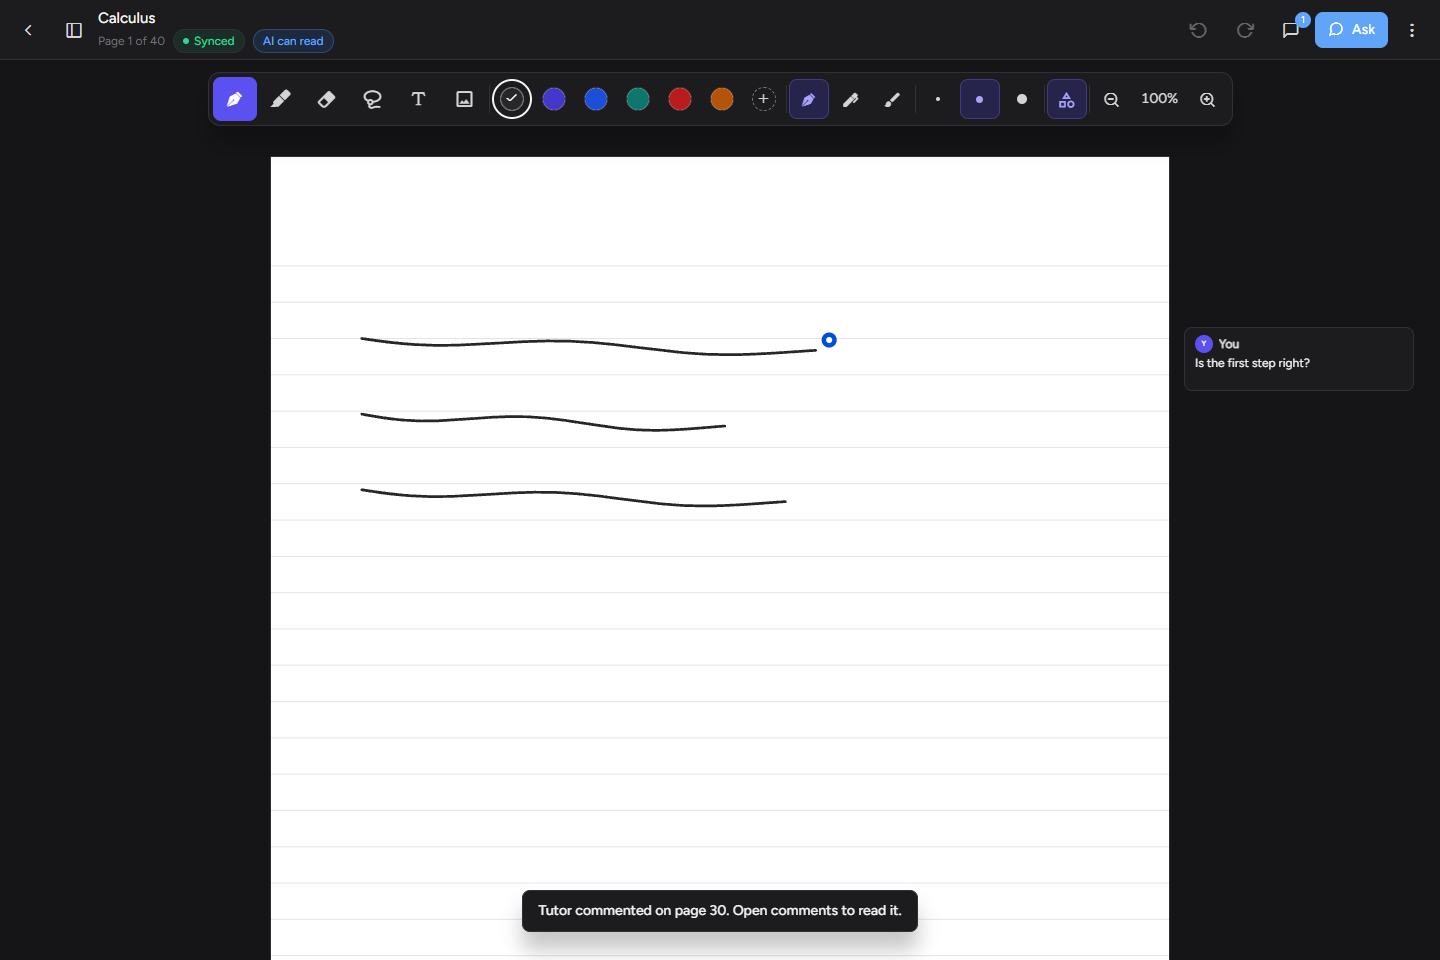 Calculus
Page 1 of 40
Synced
AI can read
1
Ask
T
100%
Y
You
Is the first step right?
Tutor commented on page 30. Open comments to read it.